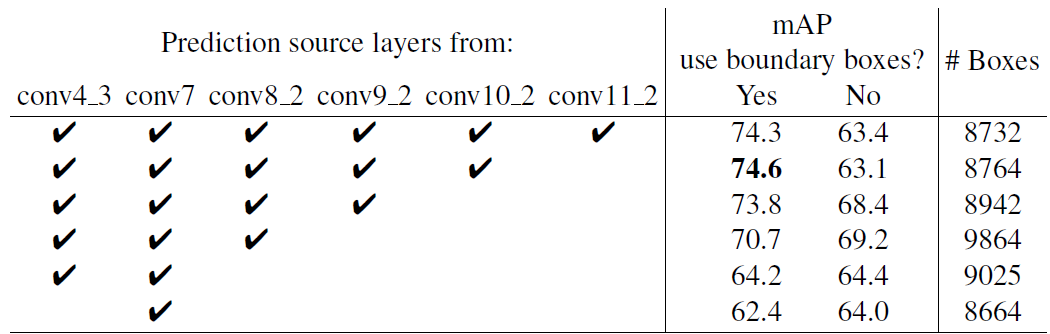 Prediction source layers from: mAP
use boundary boxes? # Boxes
conv4_3 conv7 conv8_2 conv9_2 conv10_2 conv11_2 Yes No
✔ ✔ ✔ ✔ ✔ ✔ 74.3 63.4 8732
✔ ✔ ✔ ✔ ✔ 74.6 63.1 8764
✔ ✔ ✔ ✔ 73.8 68.4 8942
✔ ✔ ✔ 70.7 69.2 9864
✔ ✔ 64.2 64.4 9025
✔ 62.4 64.0 8664